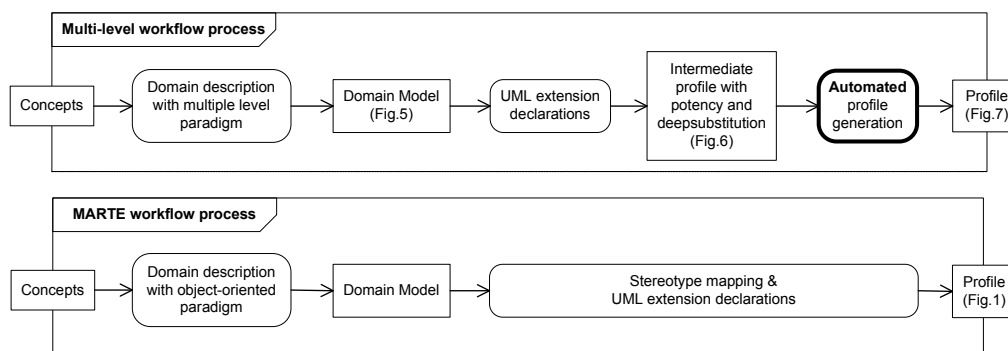 Multi-level workflow process
Concepts
Domain description
with multiple level
paradigm
Domain Model
(Fig.5)
UML extension
declarations
Intermediate
profile with
potency and
deepsubstitution
(Fig.6)
Automated
profile
generation
Profile
(Fig.7)
MARTE workflow process
Concepts
Domain description
with object-oriented
paradigm
Domain Model
Stereotype mapping &
UML extension declarations
Profile
(Fig.1)